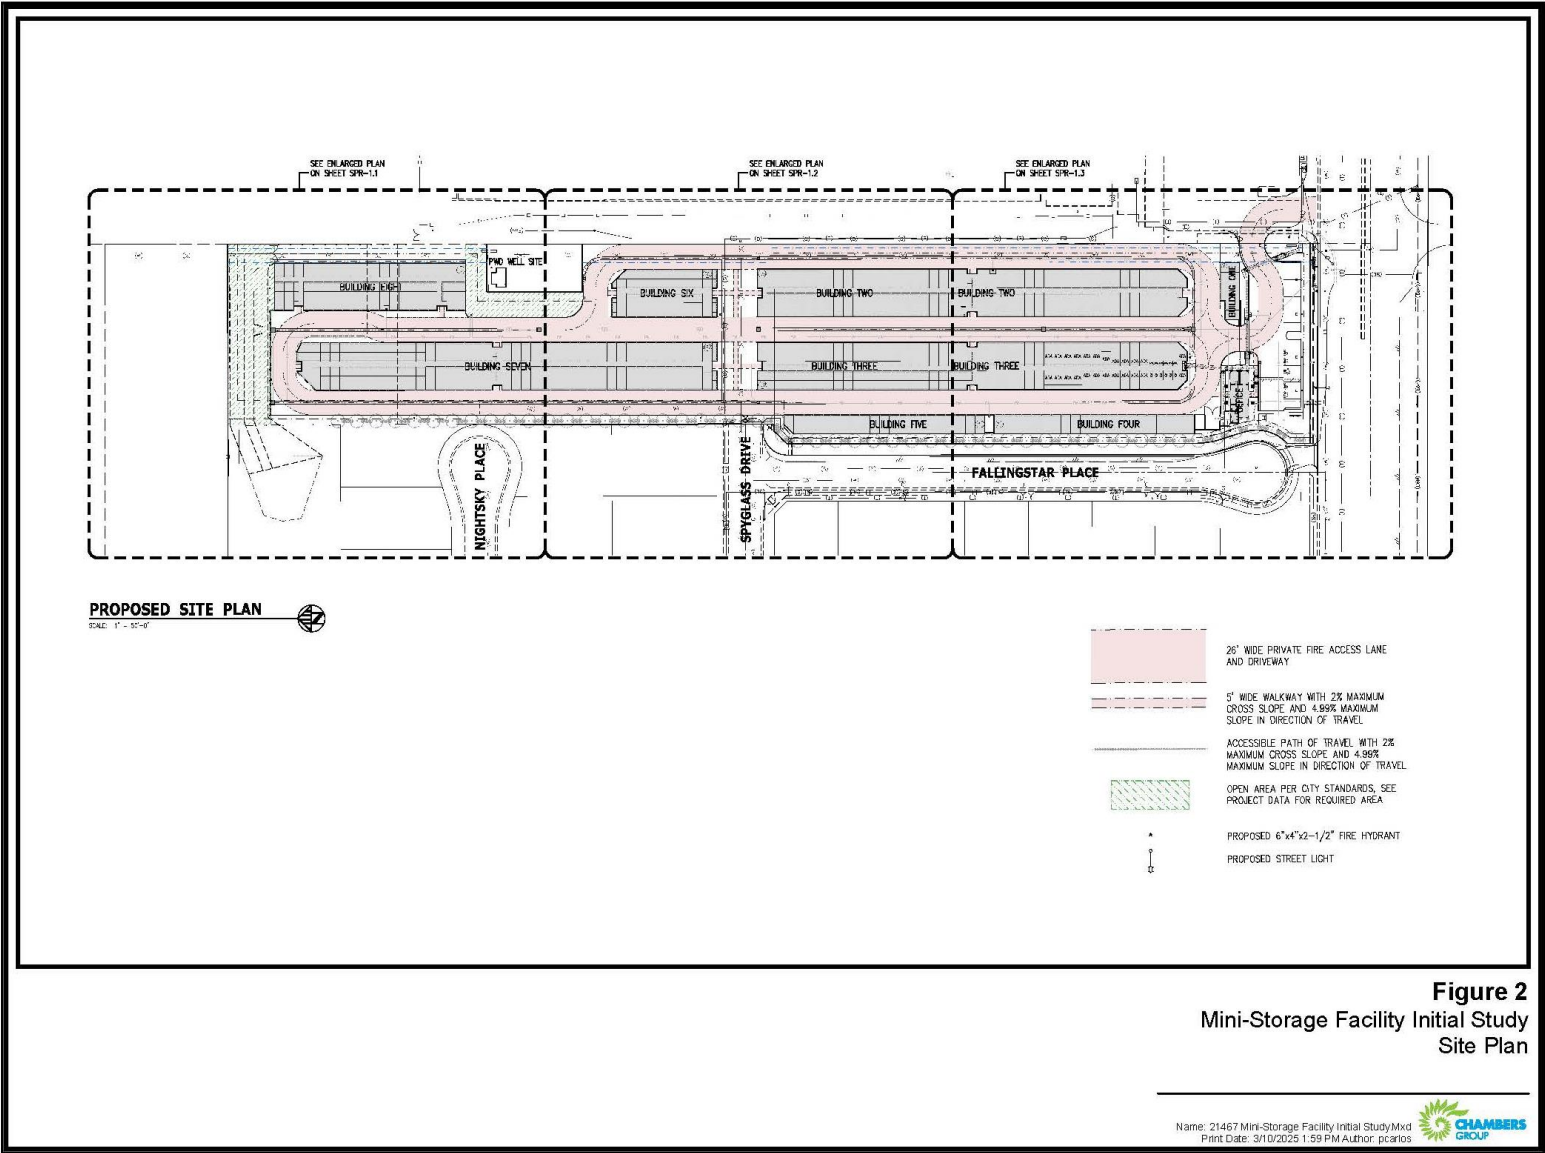 SEE ENLARGED PLAN
ON SHEET SPR-1.1
SEE ENLARGED PLAN
ON SHEET SPR-1.2
SEE ENLARGED PLAN
ON SHEET SPR-1.3
PWD WELL SITE
BUILDING EIGHT
BUILDING SIX
BUILDING TWO
BUILDING TWO
BUILDING ONE
BUILDING SEVEN
BUILDING THREE
BUILDING THREE
OFFICE
BUILDING FIVE
BUILDING FOUR
NIGHTSKY PLACE
SPYGLASS DRIVE
FALLINGSTAR PLACE
PROPOSED SITE PLAN
SCALE: 1" = 50'-0"
26' WIDE PRIVATE FIRE ACCESS LANE
AND DRIVEWAY
5' WIDE WALKWAY WITH 2% MAXIMUM
CROSS SLOPE AND 4.99% MAXIMUM
SLOPE IN DIRECTION OF TRAVEL
ACCESSIBLE PATH OF TRAVEL WITH 2%
MAXIMUM CROSS SLOPE AND 4.99%
MAXIMUM SLOPE IN DIRECTION OF TRAVEL
OPEN AREA PER CITY STANDARDS, SEE
PROJECT DATA FOR REQUIRED AREA
PROPOSED 6"x4"x2-1/2" FIRE HYDRANT
PROPOSED STREET LIGHT
Figure 2
Mini-Storage Facility Initial Study
Site Plan
Name: 21467 Mini-Storage Facility Initial Study.Mxd
Print Date: 3/10/2025 1:59 PM Author: pcarlos
CHAMBERS
GROUP